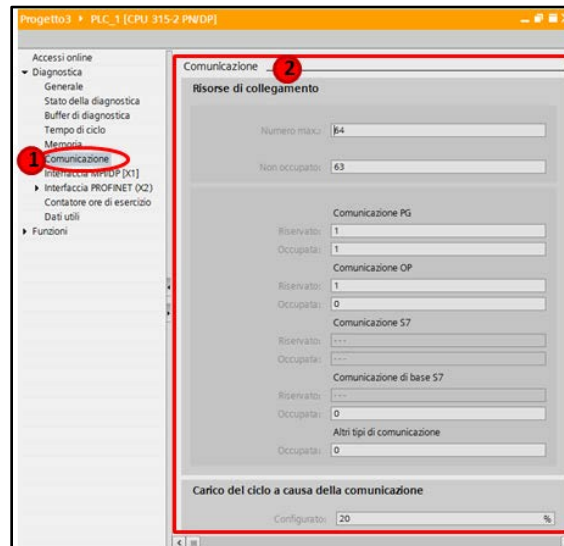 Progetto3 ▸ PLC_1 [CPU 315-2 PN/DP]
Accessi online
Diagnostica
Generale
Stato della diagnostica
Buffer di diagnostica
Tempo di ciclo
Memoria
1
Comunicazione
Interfaccia MPI/DP [X1]
Interfaccia PROFINET (X2)
Contatore ore di esercizio
Dati utili
Funzioni
Comunicazione
2
Risorse di collegamento
Numero max.: 64
Non occupato: 63
Comunicazione PG
Riservato: 1
Occupata: 1
Comunicazione OP
Riservato: 1
Occupata: 0
Comunicazione S7
Riservato: ---
Occupata: ---
Comunicazione di base S7
Riservato: ---
Occupata: 0
Altri tipi di comunicazione
Occupata: 0
Carico del ciclo a causa della comunicazione
Configurato: 20 %